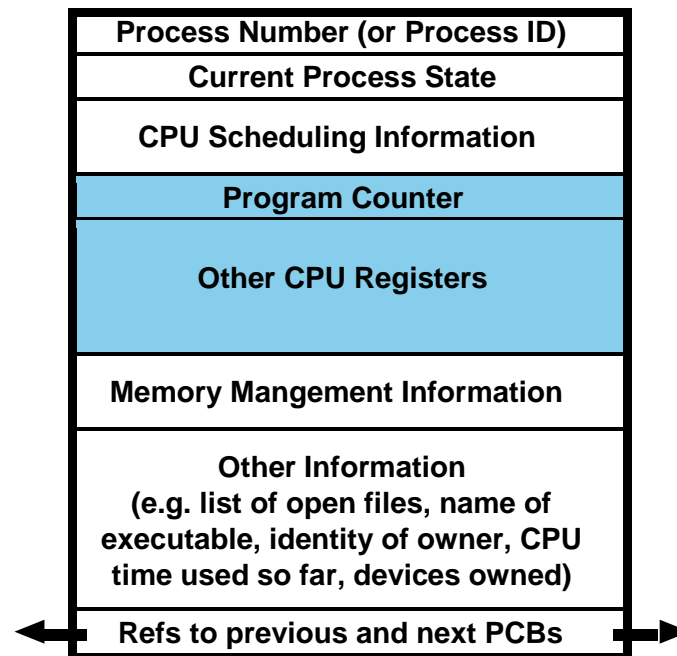 Process Number (or Process ID)
Current Process State
CPU Scheduling Information
Program Counter
Other CPU Registers
Memory Mangement Information
Other Information
(e.g. list of open files, name of
executable, identity of owner, CPU
time used so far, devices owned)
Refs to previous and next PCBs